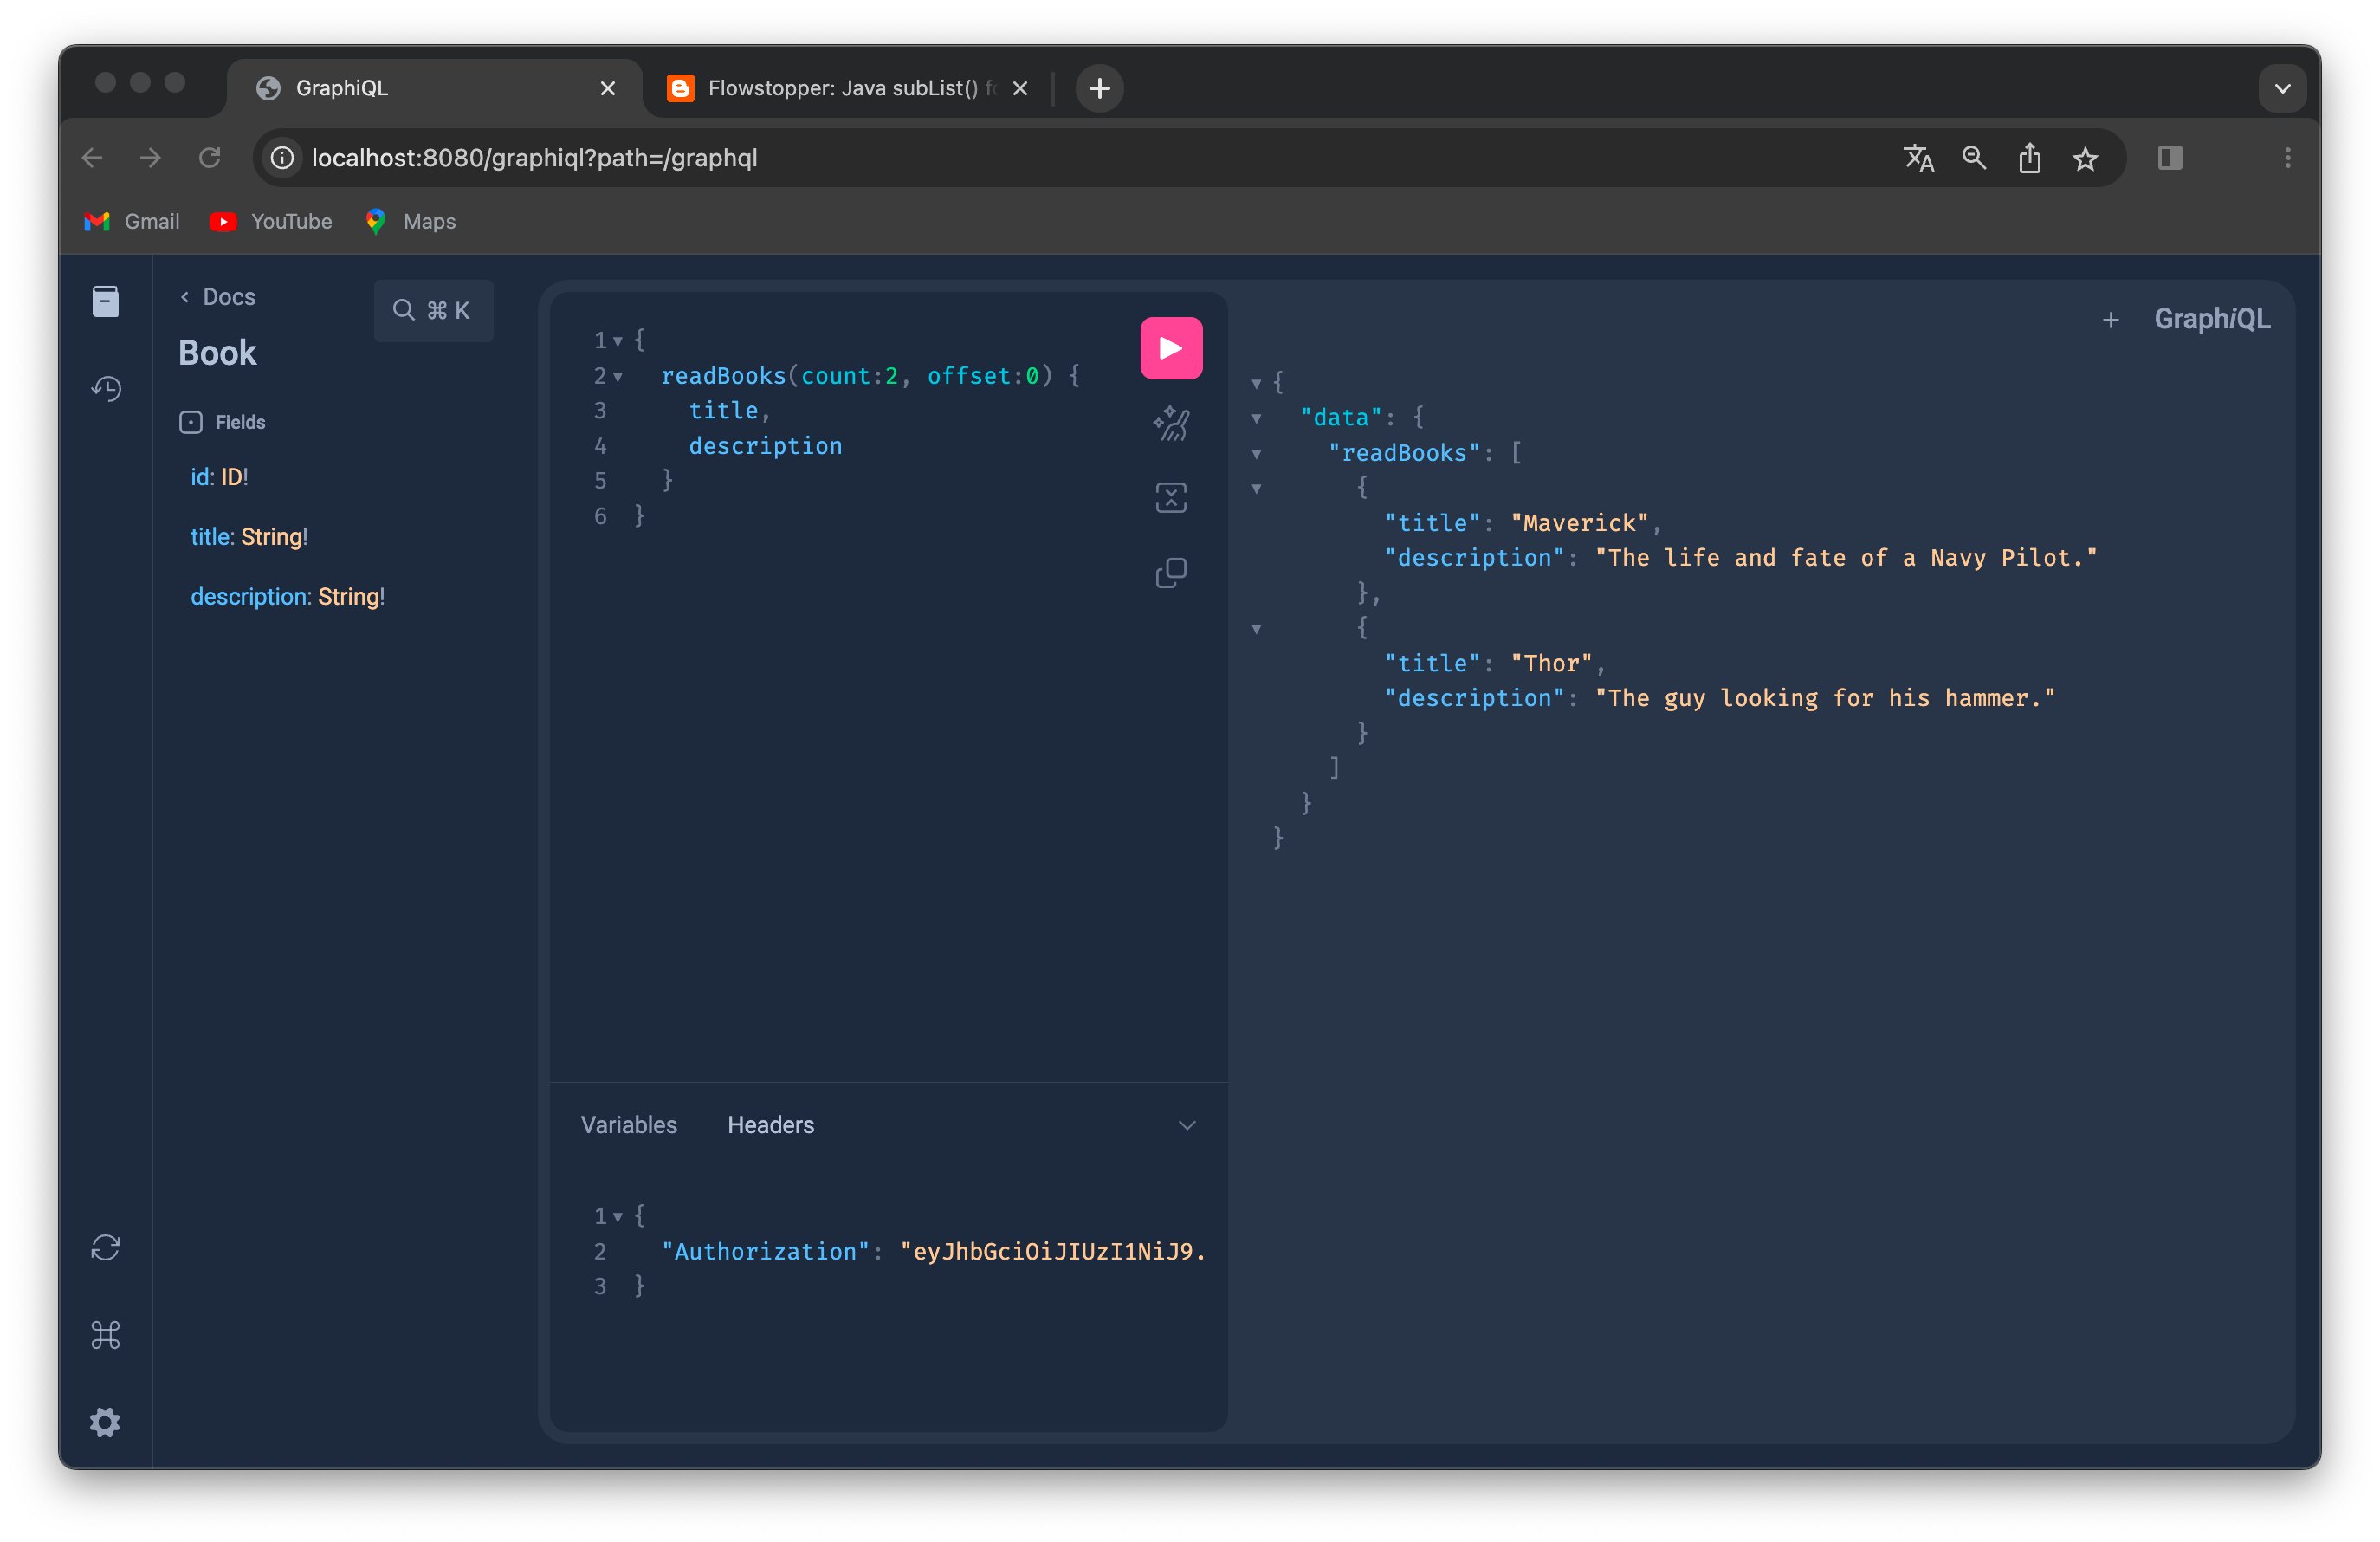 GraphiQL
Flowstopper: Java subList()
localhost:8080/graphiql?path=/graphql
Gmail
YouTube
Maps
Docs
⌘ K
Book
Fields
id: ID!
title: String!
description: String!
1 {
2 readBooks(count:2, offset:0) {
3 title,
4 description
5 }
6 }
Variables
Headers
1 {
2 "Authorization": "eyJhbGciOiJIUzI1NiJ9.
3 }
+ GraphiQL
{
"data": {
"readBooks": [
{
"title": "Maverick",
"description": "The life and fate of a Navy Pilot."
},
{
"title": "Thor",
"description": "The guy looking for his hammer."
}
]
}
}